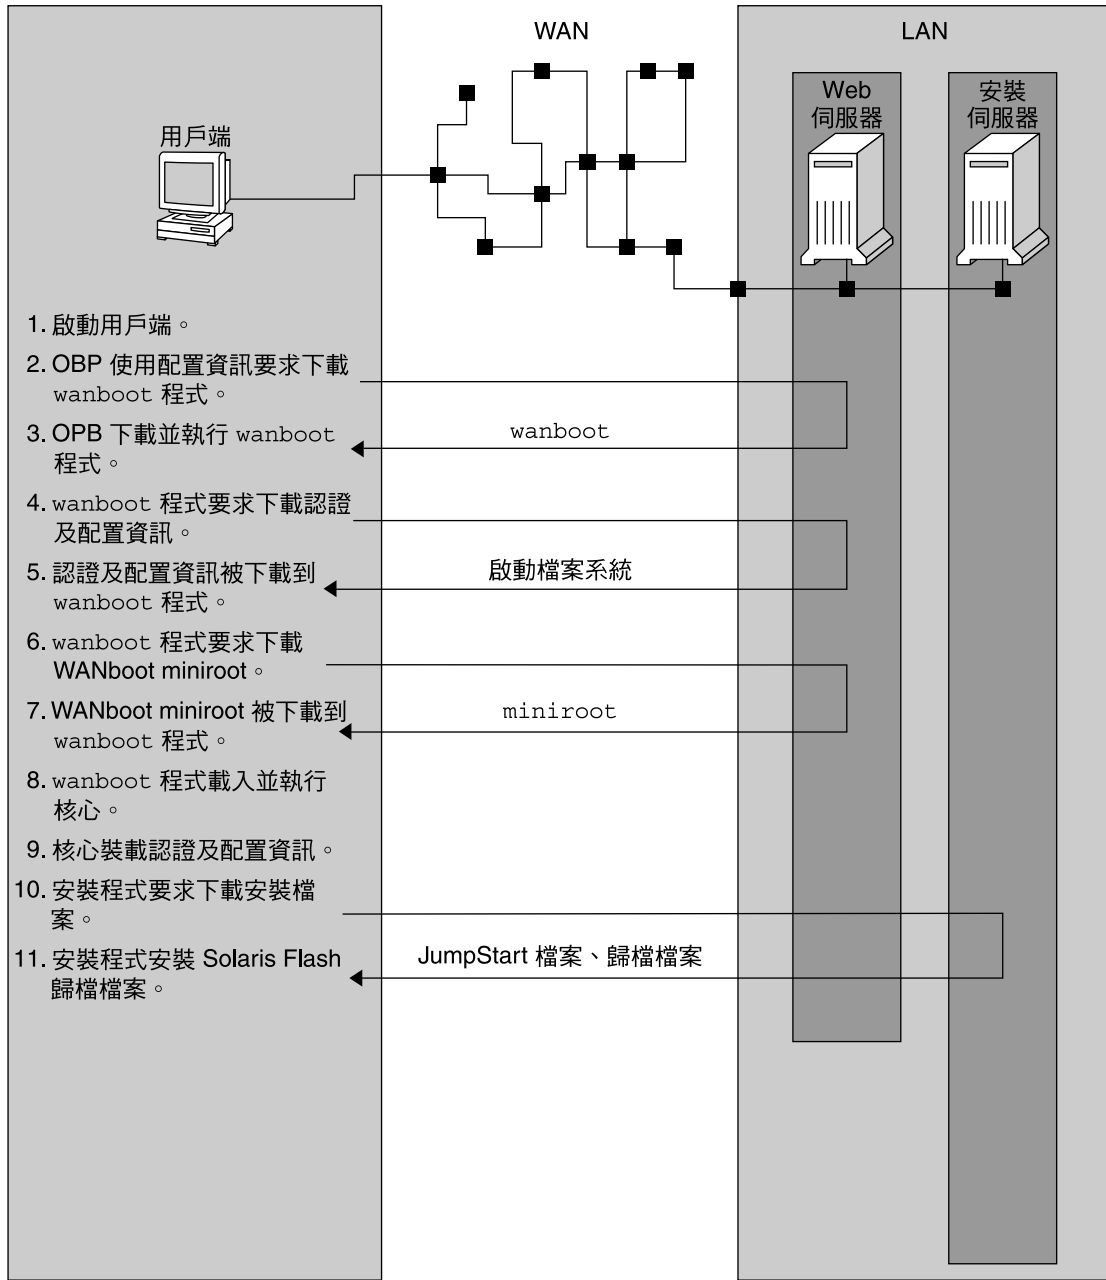 WAN
LAN
用戶端
Web
伺服器
安裝
伺服器
1. 啟動用戶端。
2. OBP 使用配置資訊要求下載
wanboot 程式。
3. OPB 下載並執行 wanboot
程式。
wanboot
4. wanboot 程式要求下載認證
及配置資訊。
5. 認證及配置資訊被下載到
wanboot 程式。
啟動檔案系統
6. wanboot 程式要求下載
WANboot miniroot。
7. WANboot miniroot 被下載到
wanboot 程式。
miniroot
8. wanboot 程式載入並執行
核心。
9. 核心裝載認證及配置資訊。
10. 安裝程式要求下載安裝檔
案。
11. 安裝程式安裝 Solaris Flash
歸檔檔案。
JumpStart 檔案、歸檔檔案